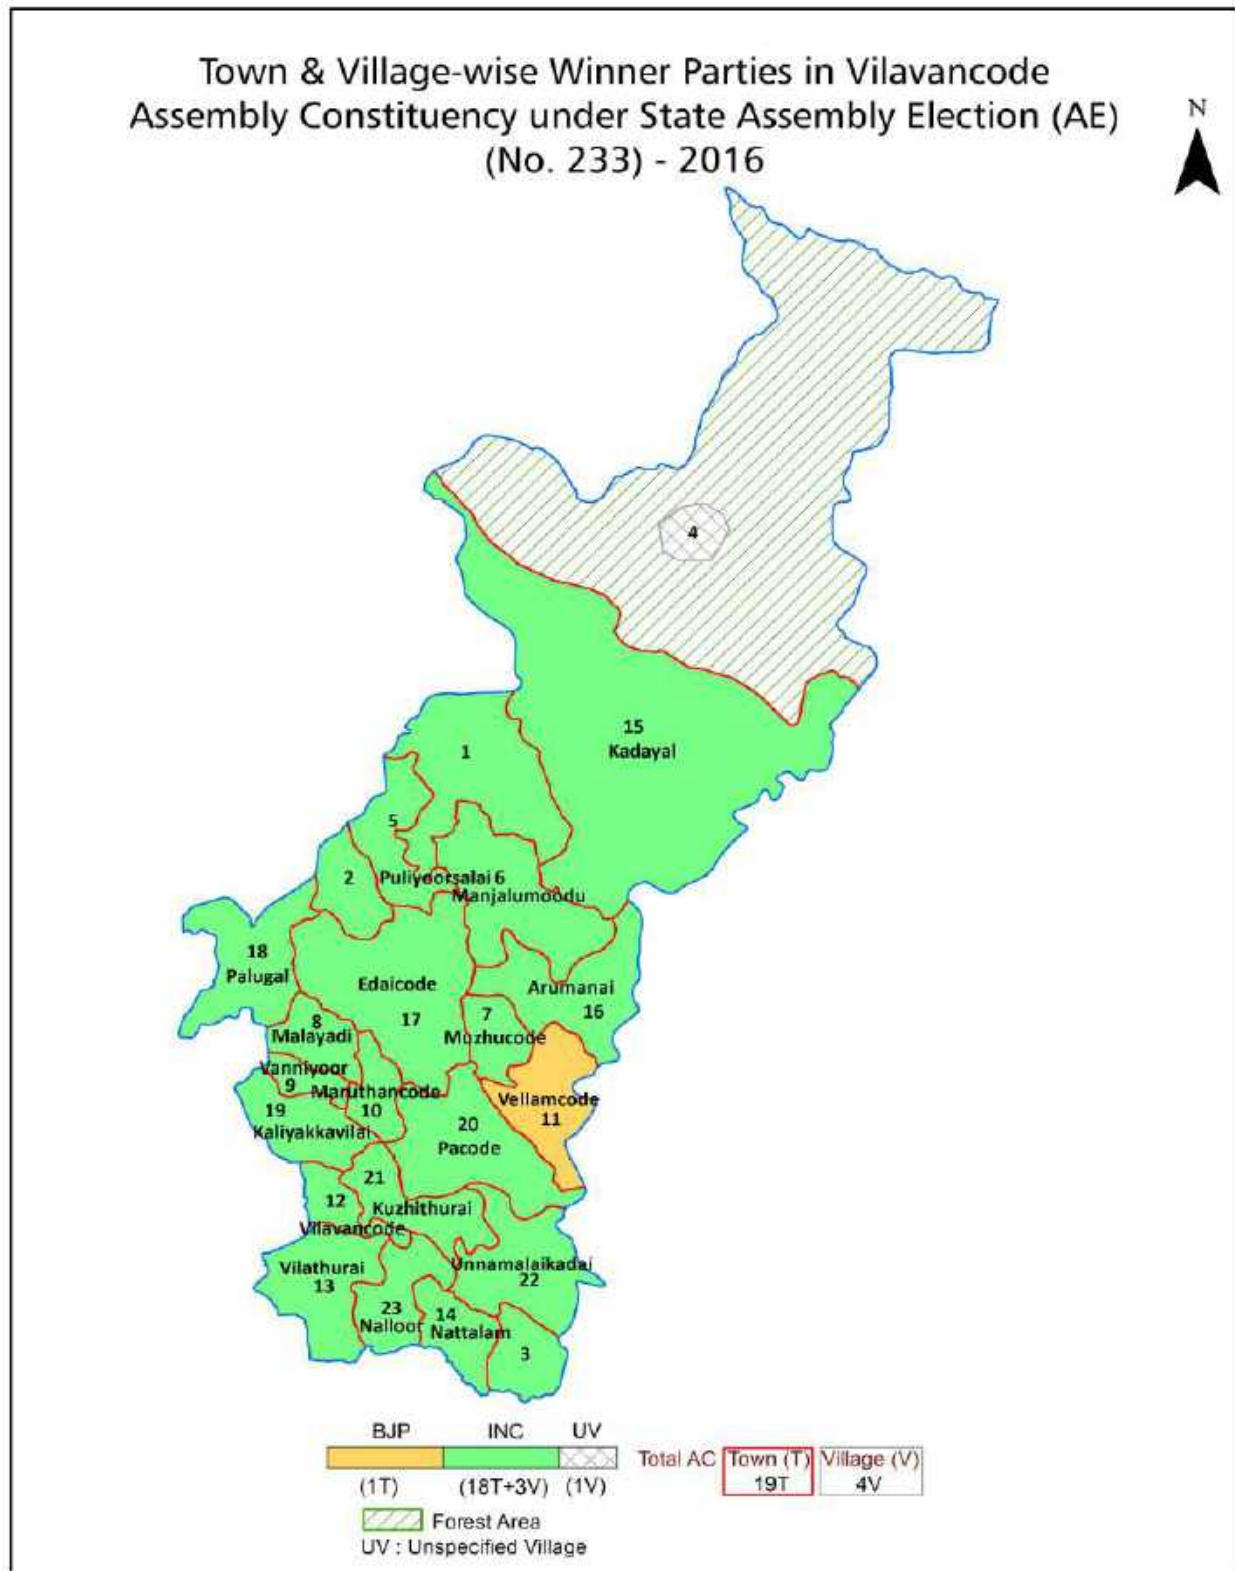 Town & Village-wise Winner Parties in Vilavancode
Assembly Constituency under State Assembly Election (AE)
(No. 233) - 2016
N
4
15
Kadayal
1
5
2
Puliyoorsalai 6
Manjalumoodu
18
Palugal
Edaicode
17
Arumanai
16
7
Muzhucode
8
Malayadi
Vanniyoor
9
Maruthancode
10
19
Kaliyakkavilai
Vellamcode
11
20
Pacode
21
Kuzhithurai
12
Vilavancode
Vilathurai
13
Unnamalaikadai
22
23
Nalloor
14
Nattalam
3
BJP INC UV
(1T) (18T+3V) (1V)
Total AC Town (T) Village (V)
19T 4V
Forest Area
UV : Unspecified Village